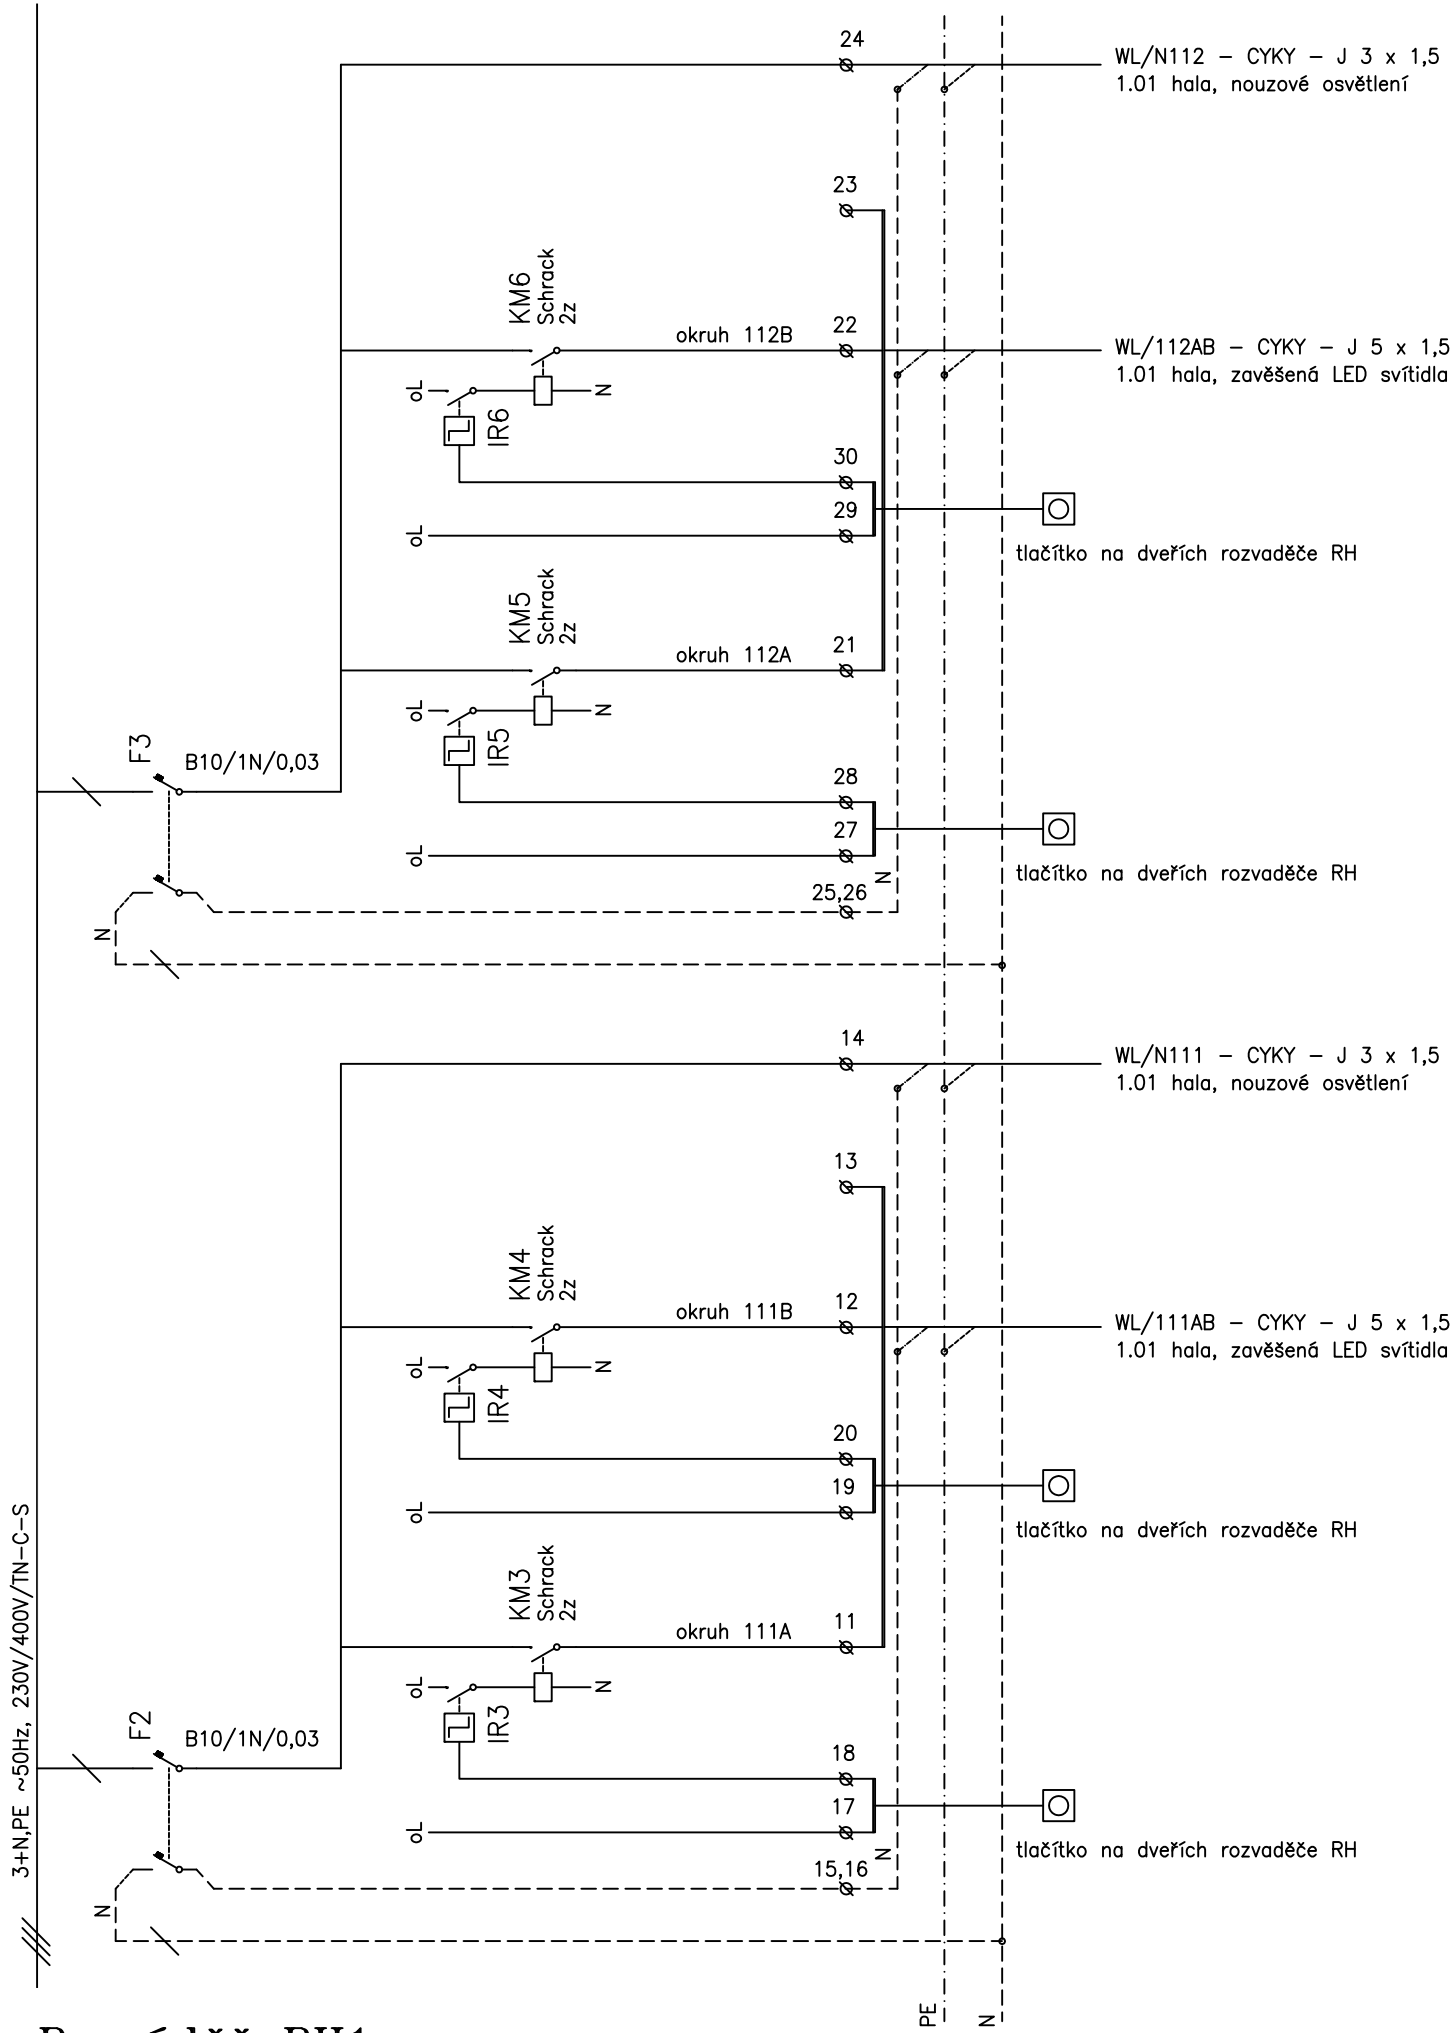 24
WL/N112 – CYKY – J 3 x 1,5
1.01 hala, nouzové osvětlení
23
KM6
Schrack
2z
okruh 112B
22
WL/112AB – CYKY – J 5 x 1,5
1.01 hala, zavěšená LED svítidla
oL
N
IR6
30
29
oL
tlačítko na dveřích rozvaděče RH
KM5
Schrack
2z
okruh 112A
21
oL
N
IR5
F3
B10/1N/0,03
28
27
oL
tlačítko na dveřích rozvaděče RH
N
25,26
N
14
WL/N111 – CYKY – J 3 x 1,5
1.01 hala, nouzové osvětlení
13
KM4
Schrack
2z
okruh 111B
12
WL/111AB – CYKY – J 5 x 1,5
1.01 hala, zavěšená LED svítidla
oL
N
IR4
20
19
oL
tlačítko na dveřích rozvaděče RH
KM3
Schrack
2z
okruh 111A
11
oL
N
IR3
3+N,PE ~50Hz, 230V/400V/TN–C–S
F2
B10/1N/0,03
18
17
oL
tlačítko na dveřích rozvaděče RH
N
15,16
N
PE
N